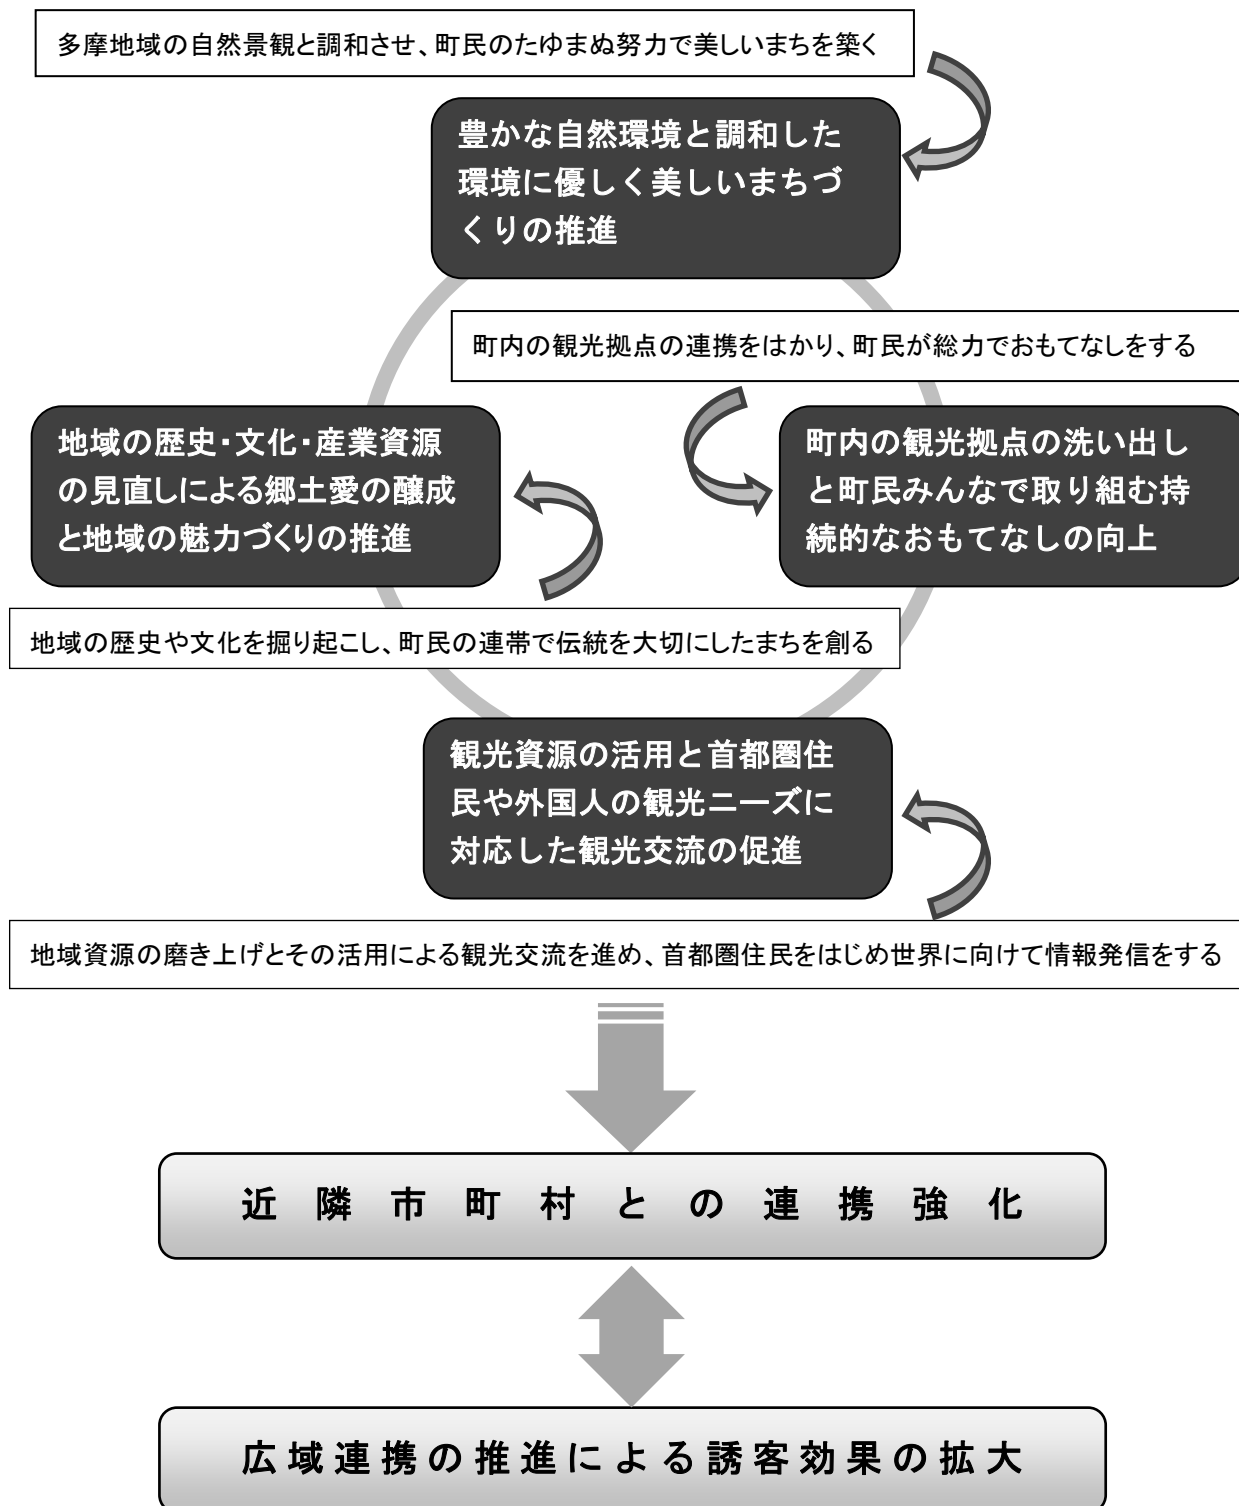 多摩地域の自然景観と調和させ、町民のたゆまぬ努力で美しいまちを築く
豊かな自然環境と調和した
環境に優しく美しいまちづ
くりの推進
町内の観光拠点の連携をはかり、町民が総力でおもてなしをする
地域の歴史・文化・産業資源
の見直しによる郷土愛の醸成
と地域の魅力づくりの推進
町内の観光拠点の洗い出し
と町民みんなで取り組む持
続的なおもてなしの向上
地域の歴史や文化を掘り起こし、町民の連帯で伝統を大切にしたまちを創る
観光資源の活用と首都圏住
民や外国人の観光ニーズに
対応した観光交流の促進
地域資源の磨き上げとその活用による観光交流を進め、首都圏住民をはじめ世界に向けて情報発信をする
近隣市町村との連携強化
広域連携の推進による誘客効果の拡大